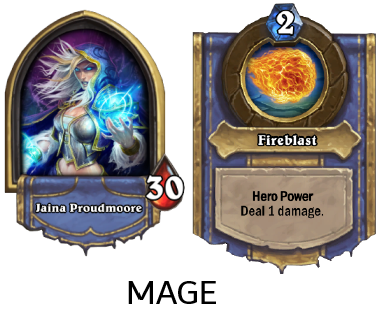 Jaina Proudmoore
30
2
Fireblast
Hero Power
Deal 1 damage.
MAGE